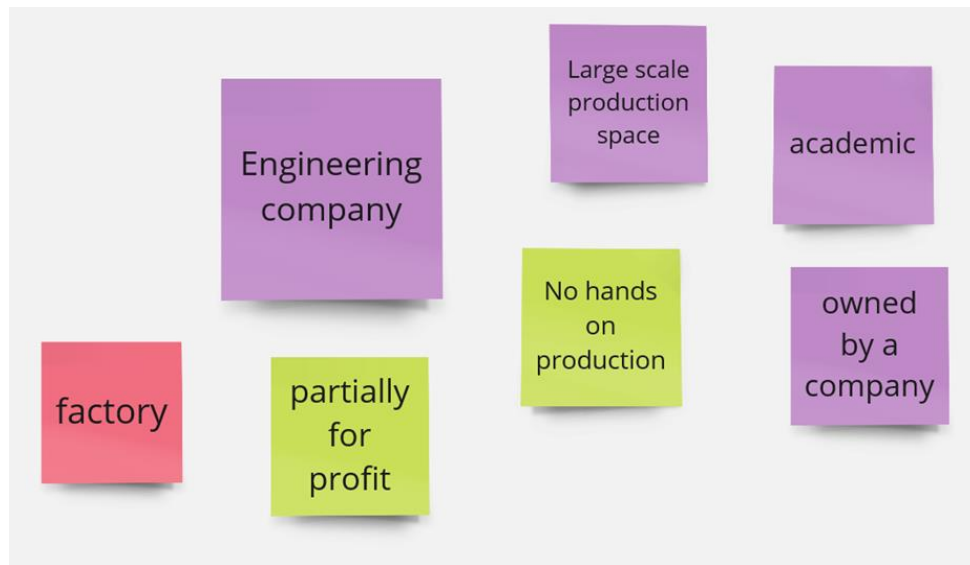 Engineering
company
Large scale
production
space
academic
No hands
on
production
owned
by a
company
factory
partially
for
profit